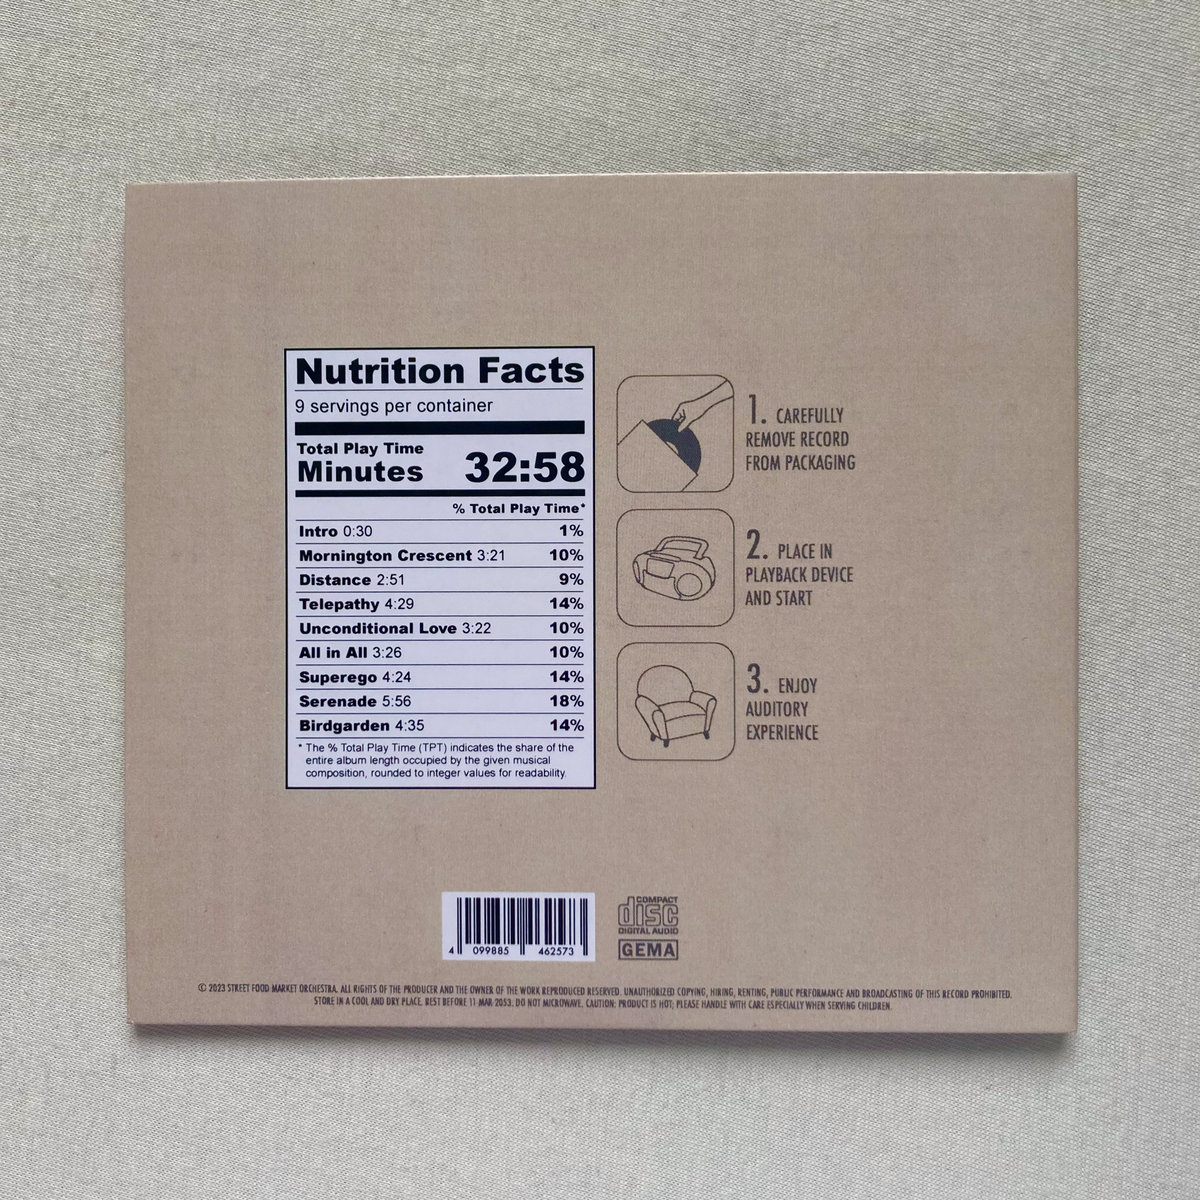 Nutrition Facts
9 servings per container
Total Play Time
Minutes 32:58
% Total Play Time*
Intro 0:30 1%
Mornington Crescent 3:21 10%
Distance 2:51 9%
Telepathy 4:29 14%
Unconditional Love 3:22 10%
All in All 3:26 10%
Superego 4:24 14%
Serenade 5:56 18%
Birdgarden 4:35 14%
* The % Total Play Time (TPT) indicates the share of the
entire album length occupied by the given musical
composition, rounded to integer values for readability.
1. CAREFULLY
REMOVE RECORD
FROM PACKAGING
2. PLACE IN
PLAYBACK DEVICE
AND START
3. ENJOY
AUDITORY
EXPERIENCE
4 099885 462573
COMPACT
disc
DIGITAL AUDIO
GEMA
© 2023 STREET FOOD MARKET ORCHESTRA. ALL RIGHTS OF THE PRODUCER AND THE OWNER OF THE WORK REPRODUCED RESERVED. UNAUTHORIZED COPYING, HIRING, RENTING, PUBLIC PERFORMANCE AND BROADCASTING OF THIS RECORD PROHIBITED.
STORE IN A COOL AND DRY PLACE. BEST BEFORE 11-MAR-2053. DO NOT MICROWAVE. CAUTION: PRODUCT IS HOT; PLEASE HANDLE WITH CARE ESPECIALLY WHEN SERVING CHILDREN.